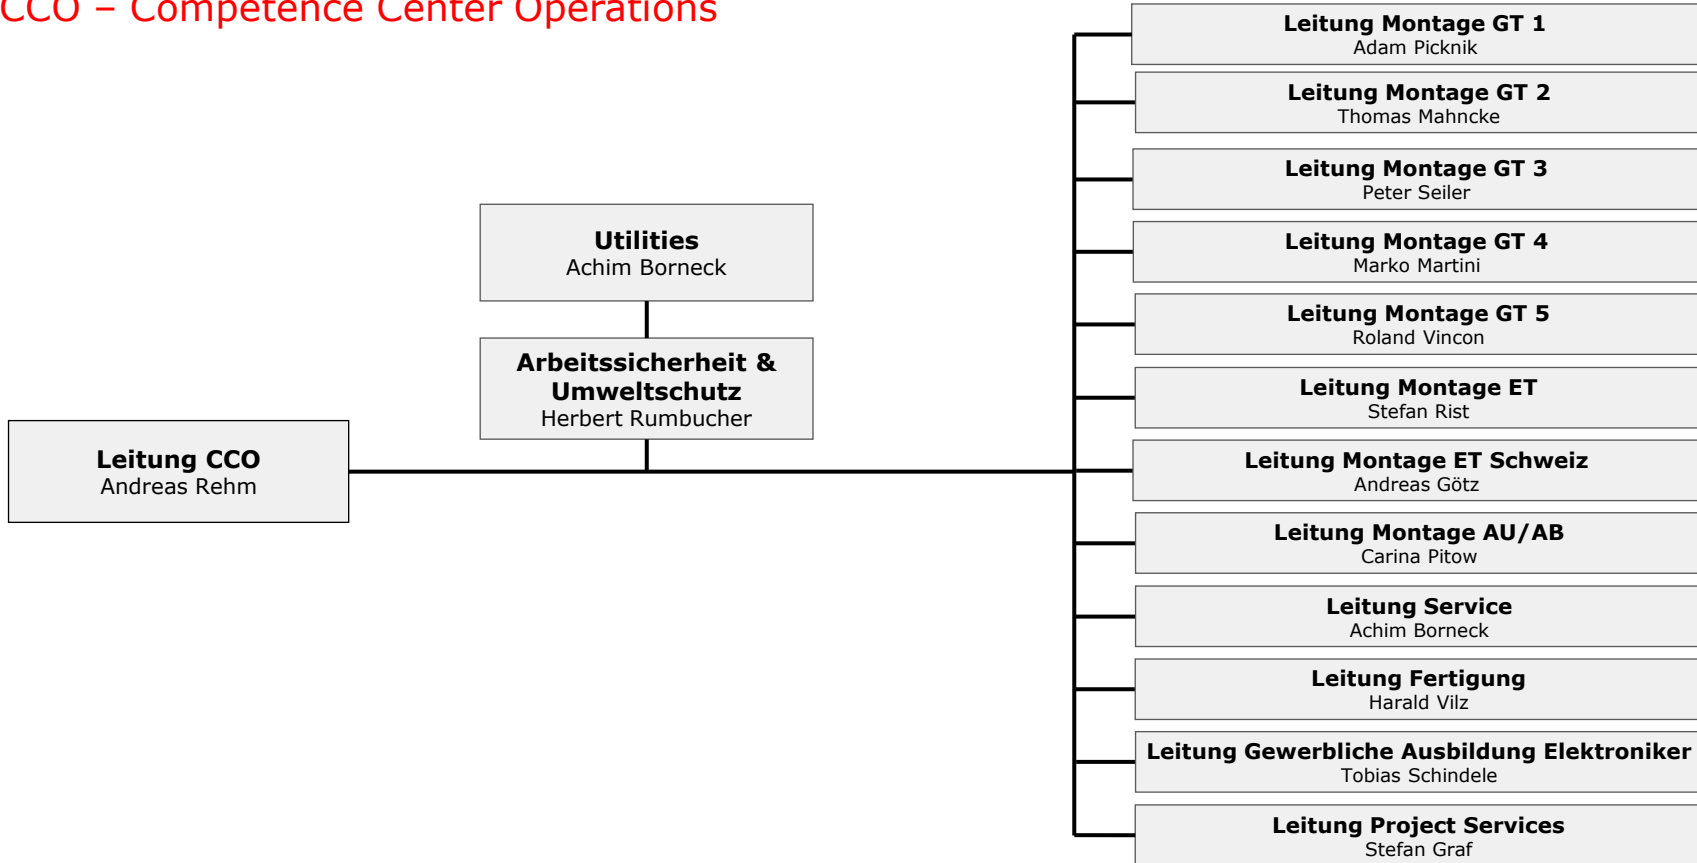 CCO – Competence Center Operations
Utilities
Achim Borneck
Arbeitssicherheit &
Umweltschutz
Herbert Rumbucher
Leitung CCO
Andreas Rehm
Leitung Montage GT 1
Adam Picknik
Leitung Montage GT 2
Thomas Mahncke
Leitung Montage GT 3
Peter Seiler
Leitung Montage GT 4
Marko Martini
Leitung Montage GT 5
Roland Vincon
Leitung Montage ET
Stefan Rist
Leitung Montage ET Schweiz
Andreas Götz
Leitung Montage AU/AB
Carina Pitow
Leitung Service
Achim Borneck
Leitung Fertigung
Harald Vilz
Leitung Gewerbliche Ausbildung Elektroniker
Tobias Schindele
Leitung Project Services
Stefan Graf